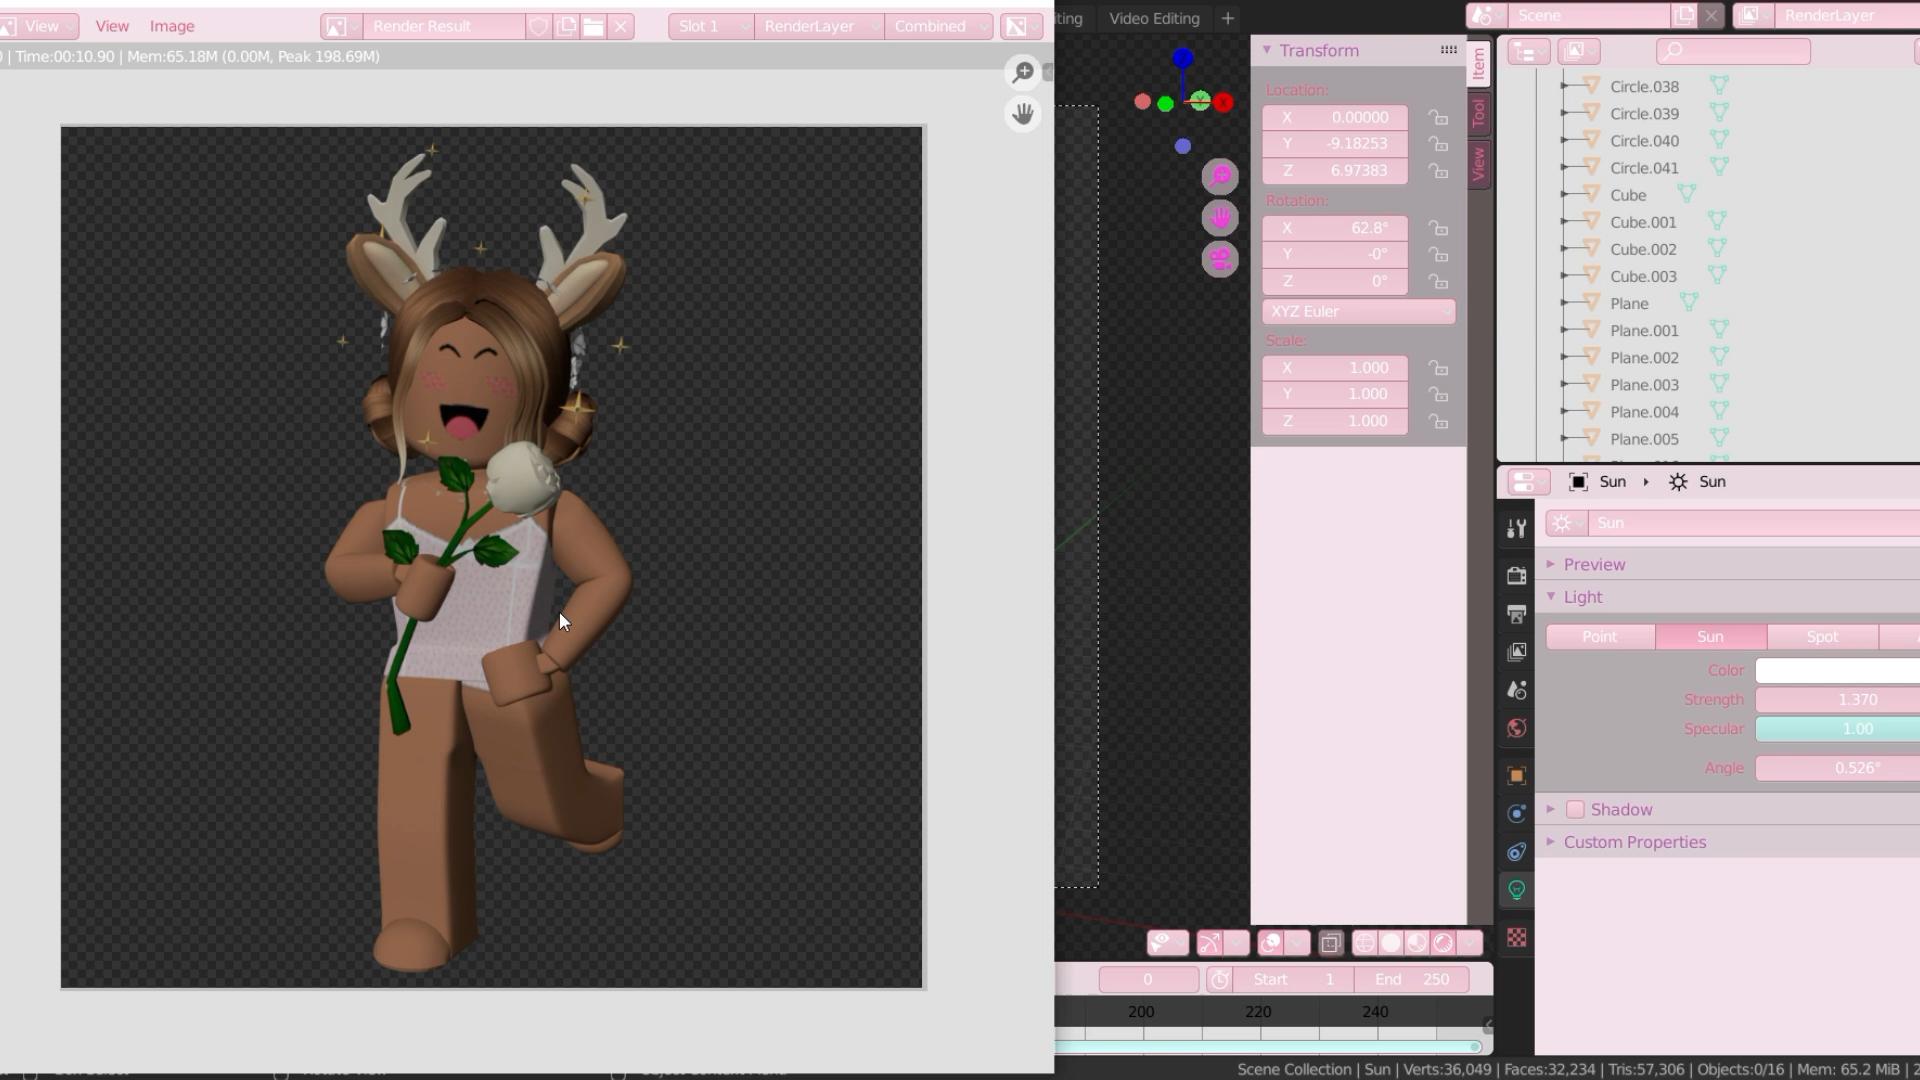 View
View
Image
Render Result
Slot 1
RenderLayer
Combined
| Time:00:10.90 | Mem:65.18M (0.00M, Peak 198.69M)
Video Editing
+
Scene
RenderLayer
Transform
Location:
X 0.00000
Y -9.18253
Z 6.97383
Rotation:
X 62.8°
Y -0°
Z 0°
XYZ Euler
Scale:
X 1.000
Y 1.000
Z 1.000
Item
Tool
View
X
Circle.038
Circle.039
Circle.040
Circle.041
Cube
Cube.001
Cube.002
Cube.003
Plane
Plane.001
Plane.002
Plane.003
Plane.004
Plane.005
Sun
Sun
Sun
Preview
Light
Point
Sun
Spot
Color
Strength 1.370
Specular 1.00
Angle 0.526°
Shadow
Custom Properties
0
Start 1
End 250
200
220
240
Scene Collection | Sun | Verts:36,049 | Faces:32,234 | Tris:57,306 | Objects:0/16 | Mem: 65.2 MiB | 2